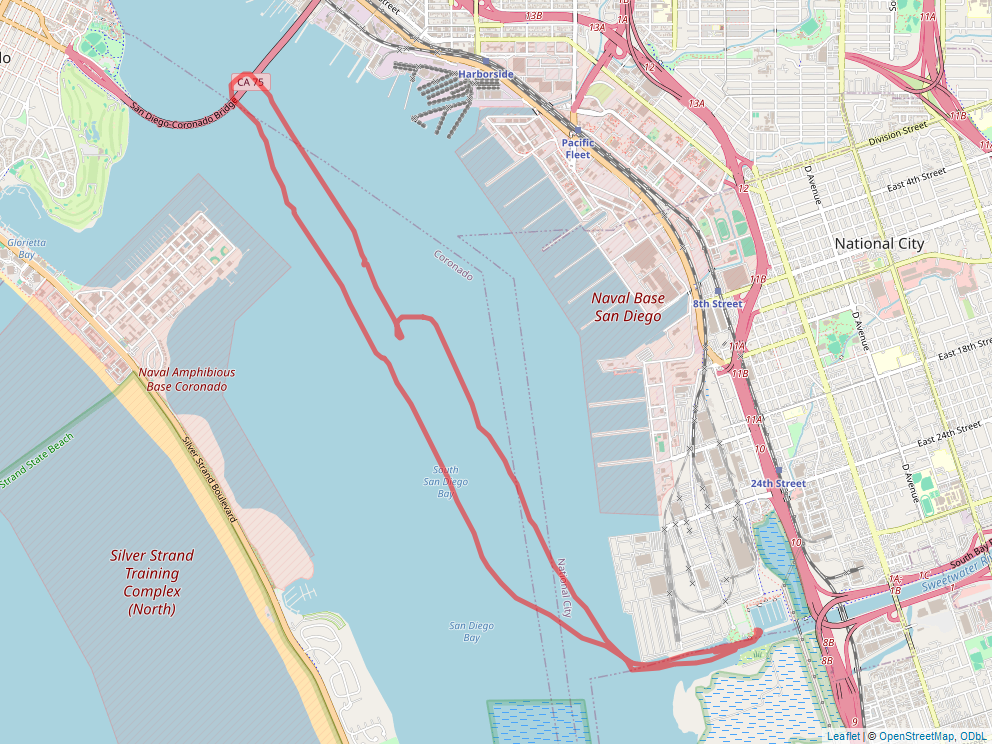 Street
13B
1A
13A
1B
12
11A
11B
do
CA 75
Harborside
13A
San Diego-Coronado Bridge
Pacific
Fleet
Division Street
11A
12
D Avenue
East 4th Street
Glorietta
Bay
National City
Coronado
11B
Naval Base
San Diego
8th Street
D Avenue
11A
East 18th Stre
11B
Naval Amphibious
Base Coronado
11A
10
East 24th Street
Strand State Beach
Silver Strand Boulevard
South
San Diego
Bay
24th Street
D Avenue
10
South Bay F
Silver Strand
Training
Complex
(North)
National City
1A
1B
1C
Sweetwater Riv
San Diego
Bay
8B
8B
9
Leaflet | © OpenStreetMap, ODbL